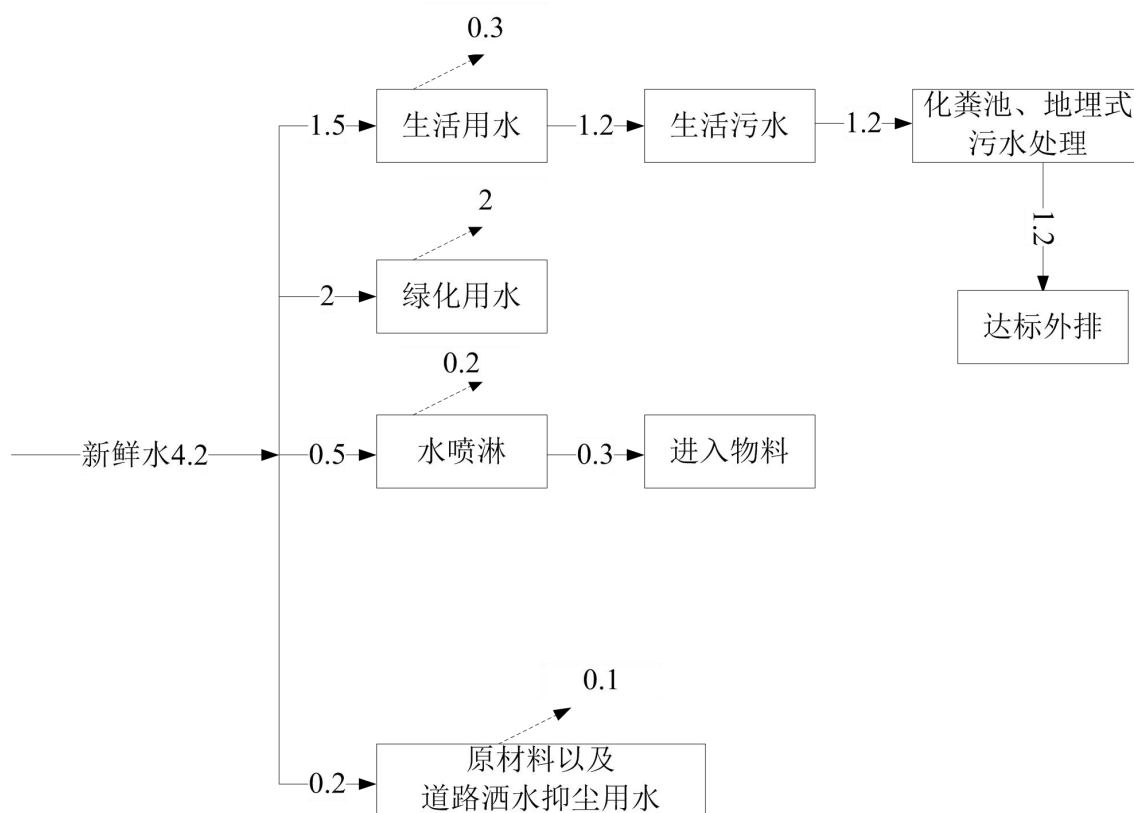 0.3
1.5
生活用水
1.2
生活污水
1.2
化粪池、地埋式
污水处理
1.2
达标外排
2
2
绿化用水
0.2
新鲜水4.2
0.5
水喷淋
0.3
进入物料
0.1
0.2
原材料以及
道路洒水抑尘用水